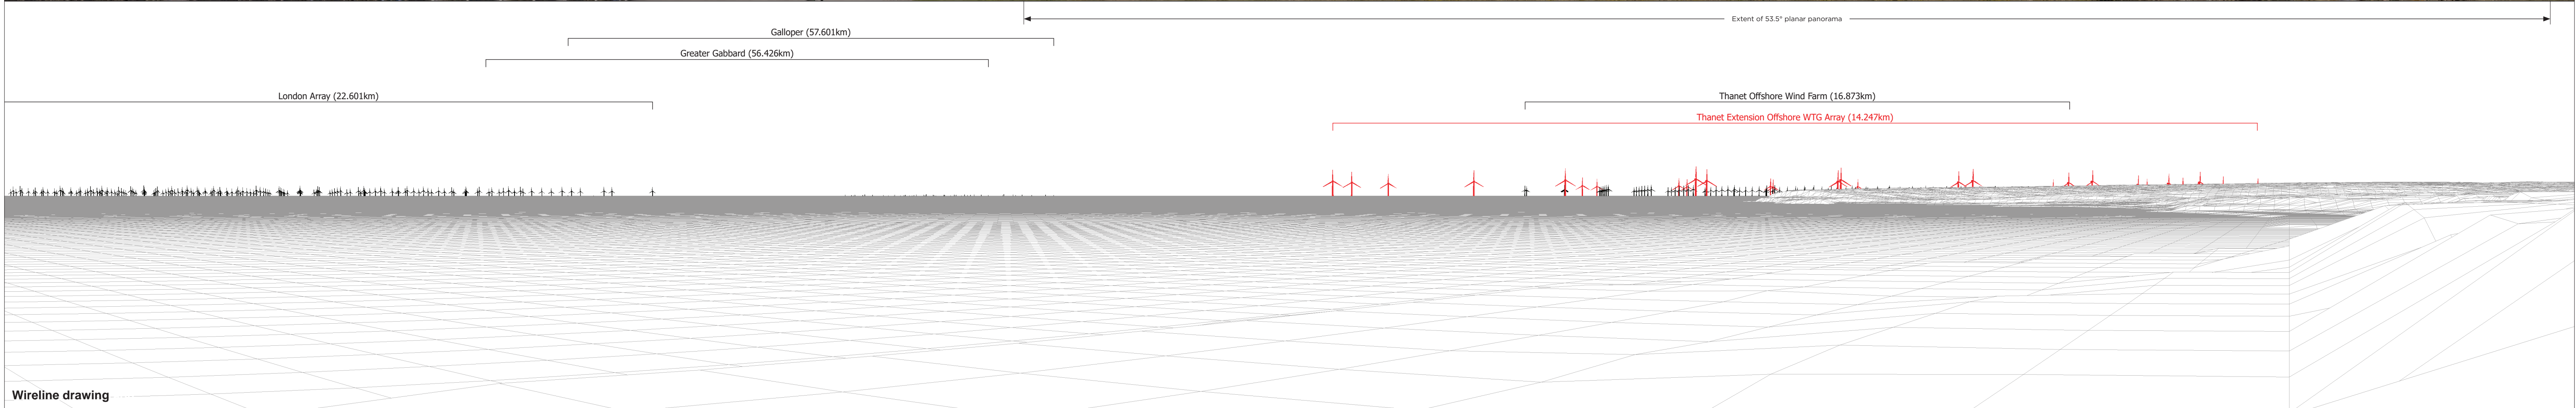 Extent of 53.5° planar panorama
Galloper (57.601km)
Greater Gabbard (56.426km)
London Array (22.601km)
Thanet Offshore Wind Farm (16.873km)
Thanet Extension Offshore WTG Array (14.247km)
Wireline drawing